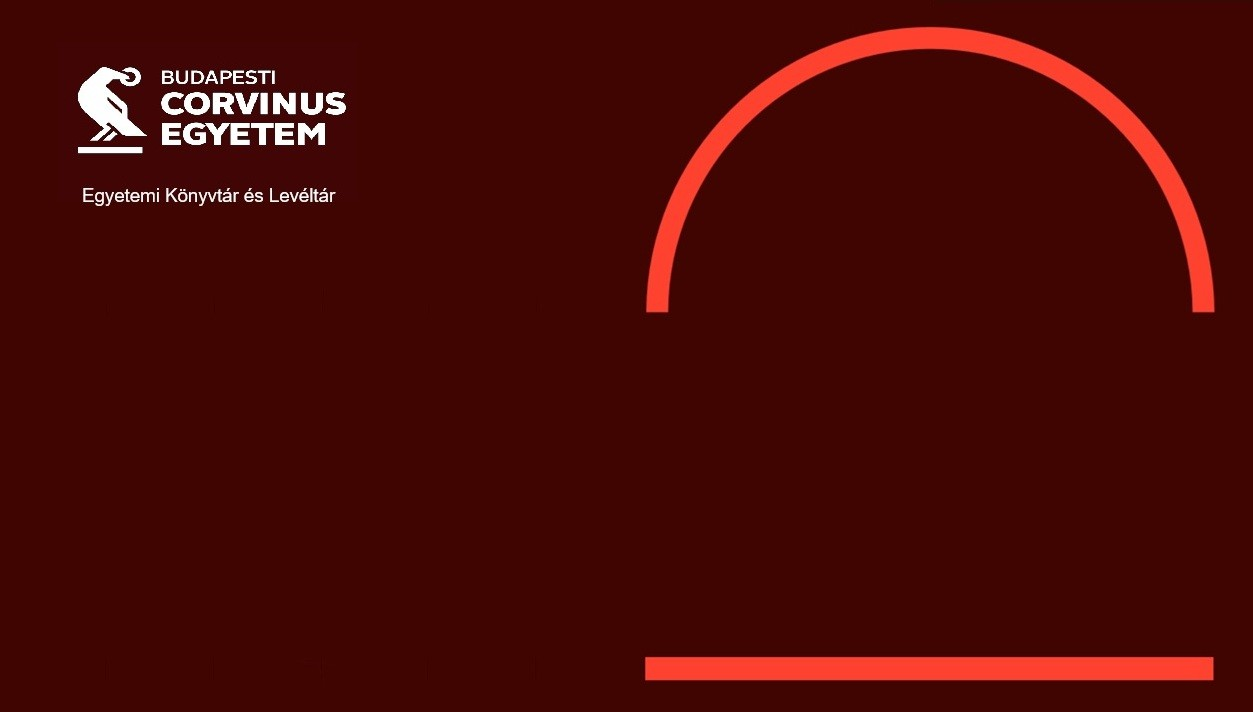 BUDAPESTI
CORVINUS
EGYETEM
Egyetemi Könyvtár és Levéltár